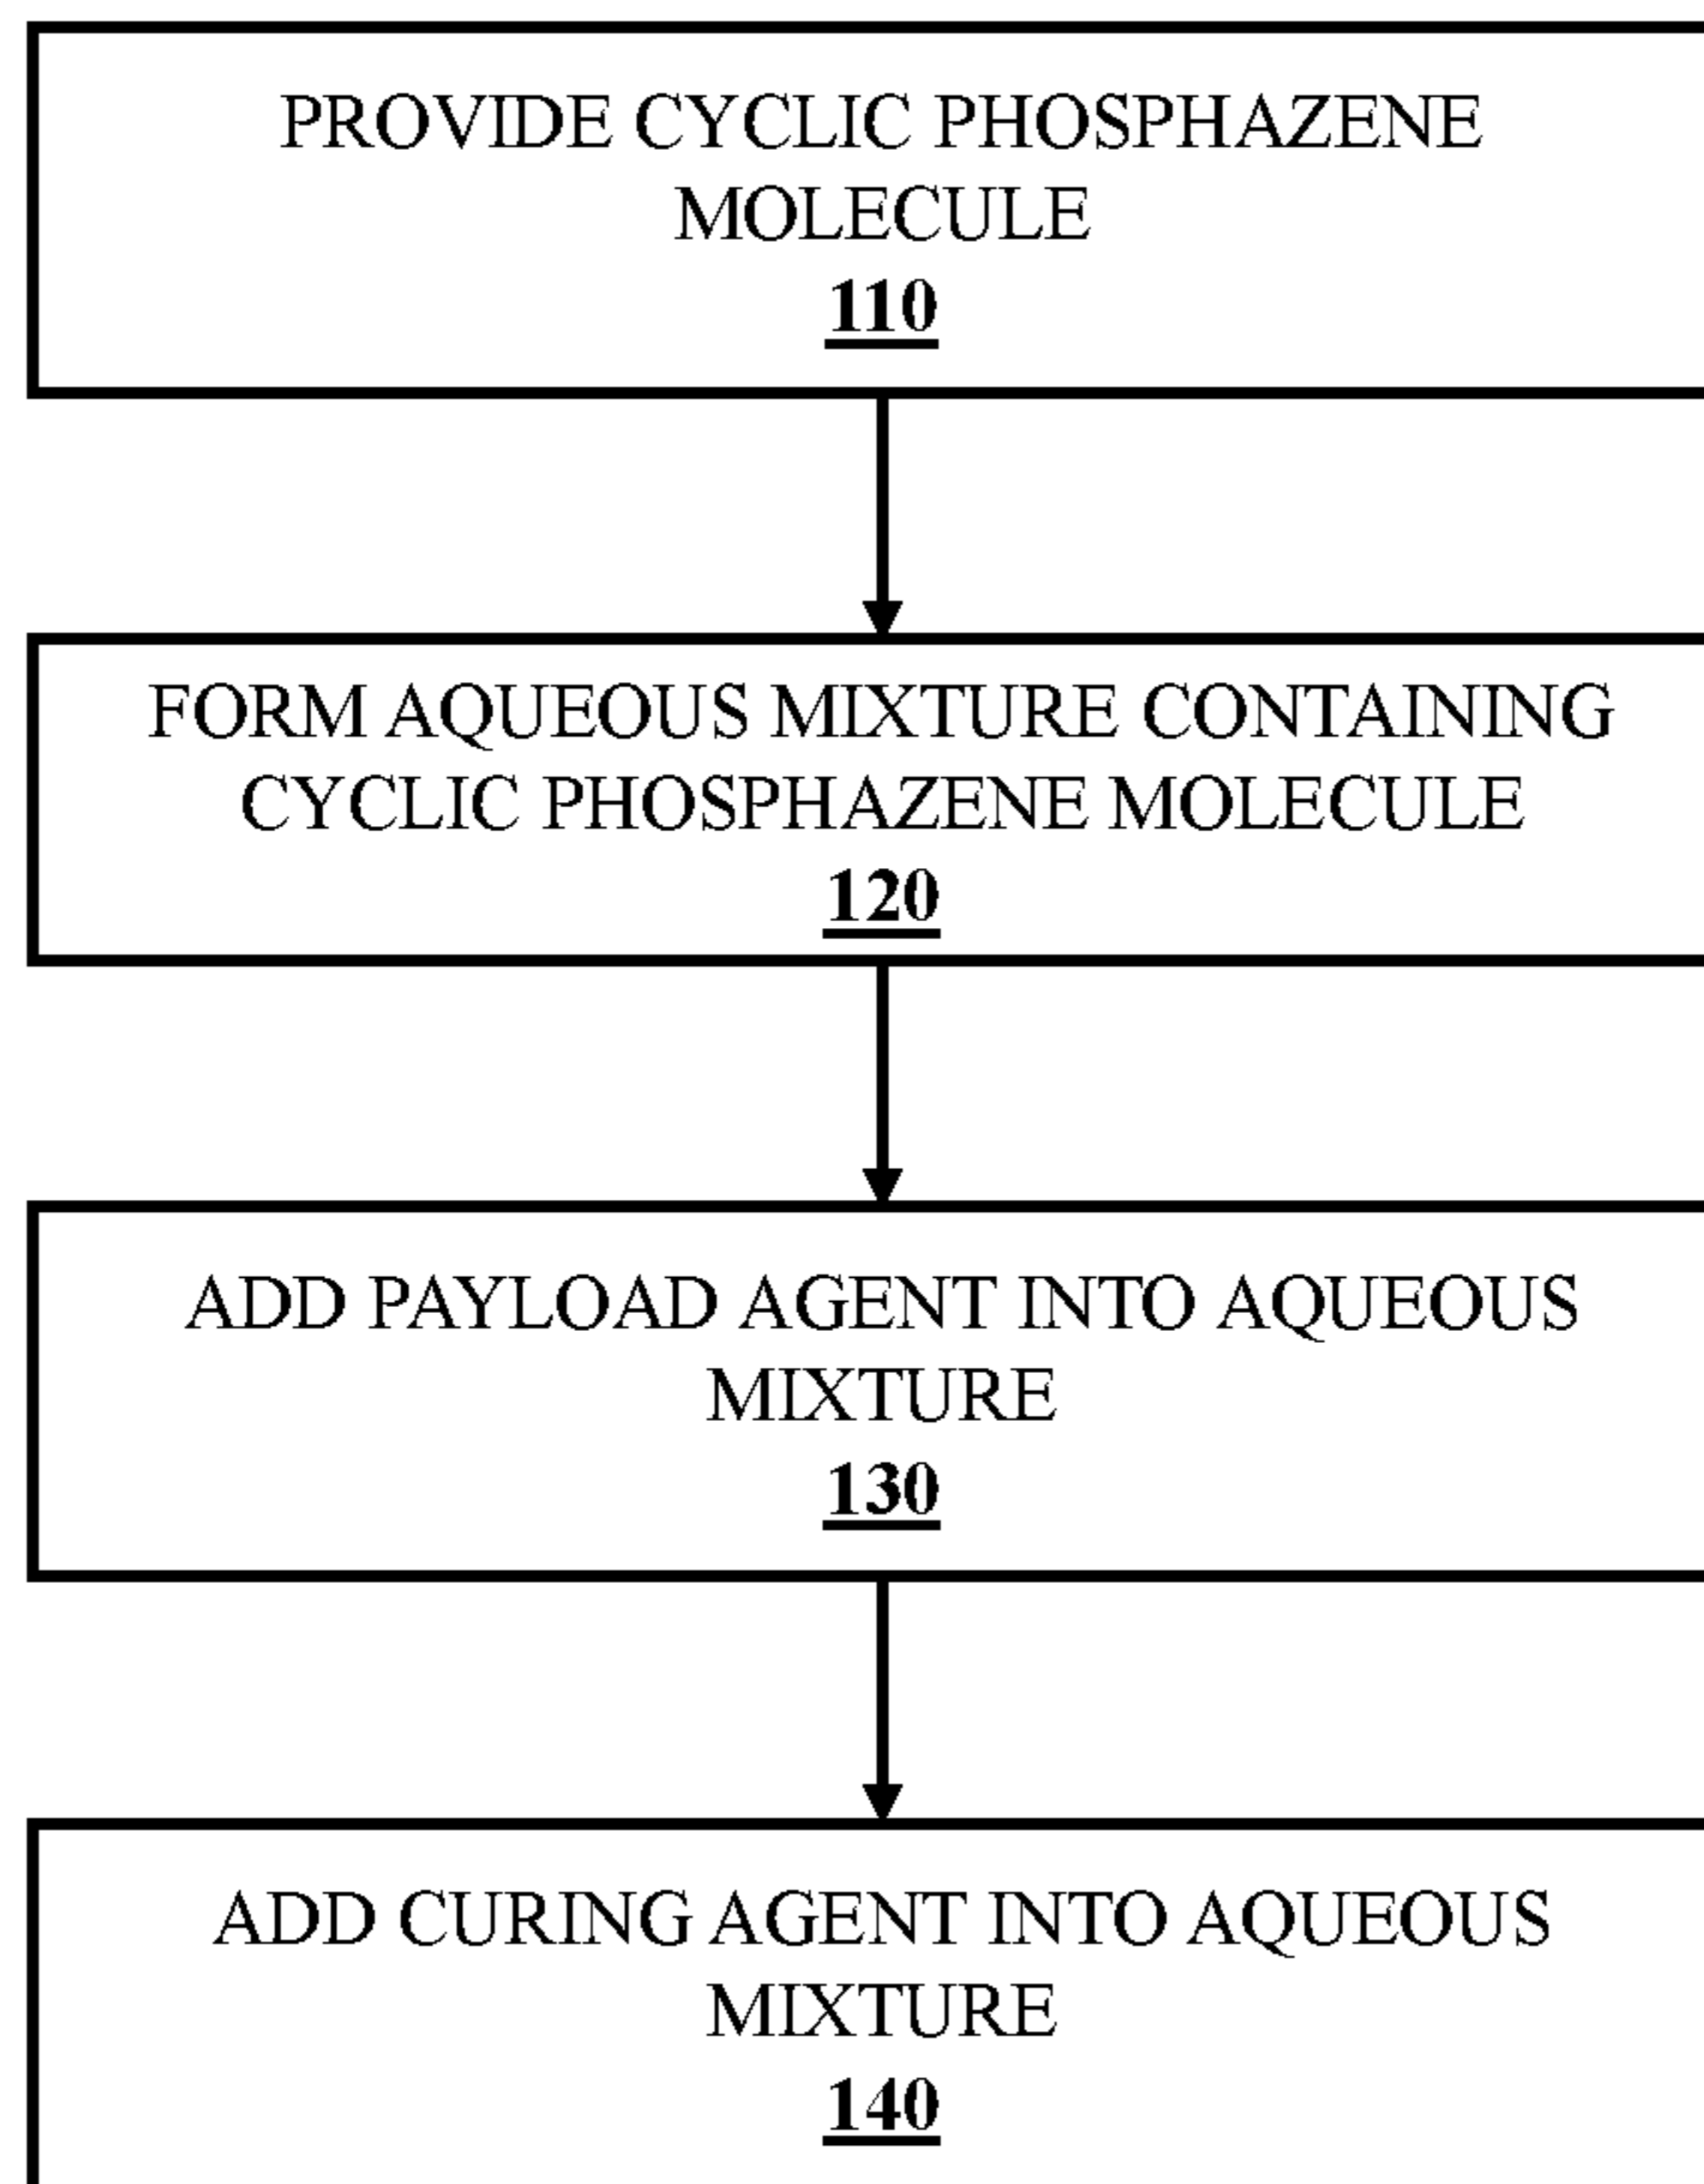 PROVIDE CYCLIC PHOSPHAZENE
MOLECULE
110
FORM AQUEOUS MIXTURE CONTAINING
CYCLIC PHOSPHAZENE MOLECULE
120
ADD PAYLOAD AGENT INTO AQUEOUS
MIXTURE
130
ADD CURING AGENT INTO AQUEOUS
MIXTURE
140